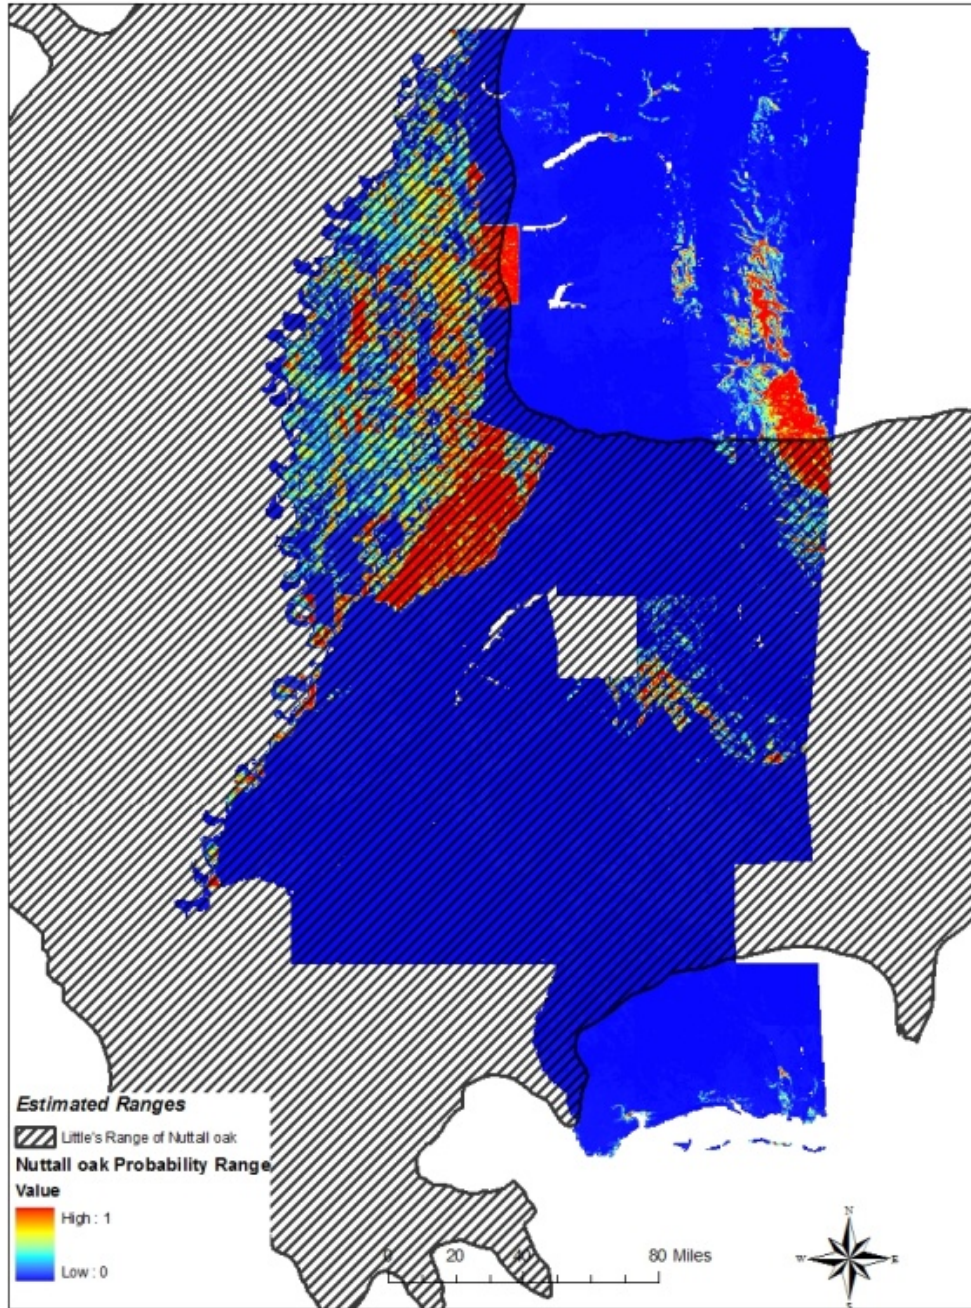 Estimated Ranges
Little's Range of Nuttall oak
Nuttall oak Probability Range
Value
High : 1
Low : 0
0 20 40 80 Miles
N
W E
S